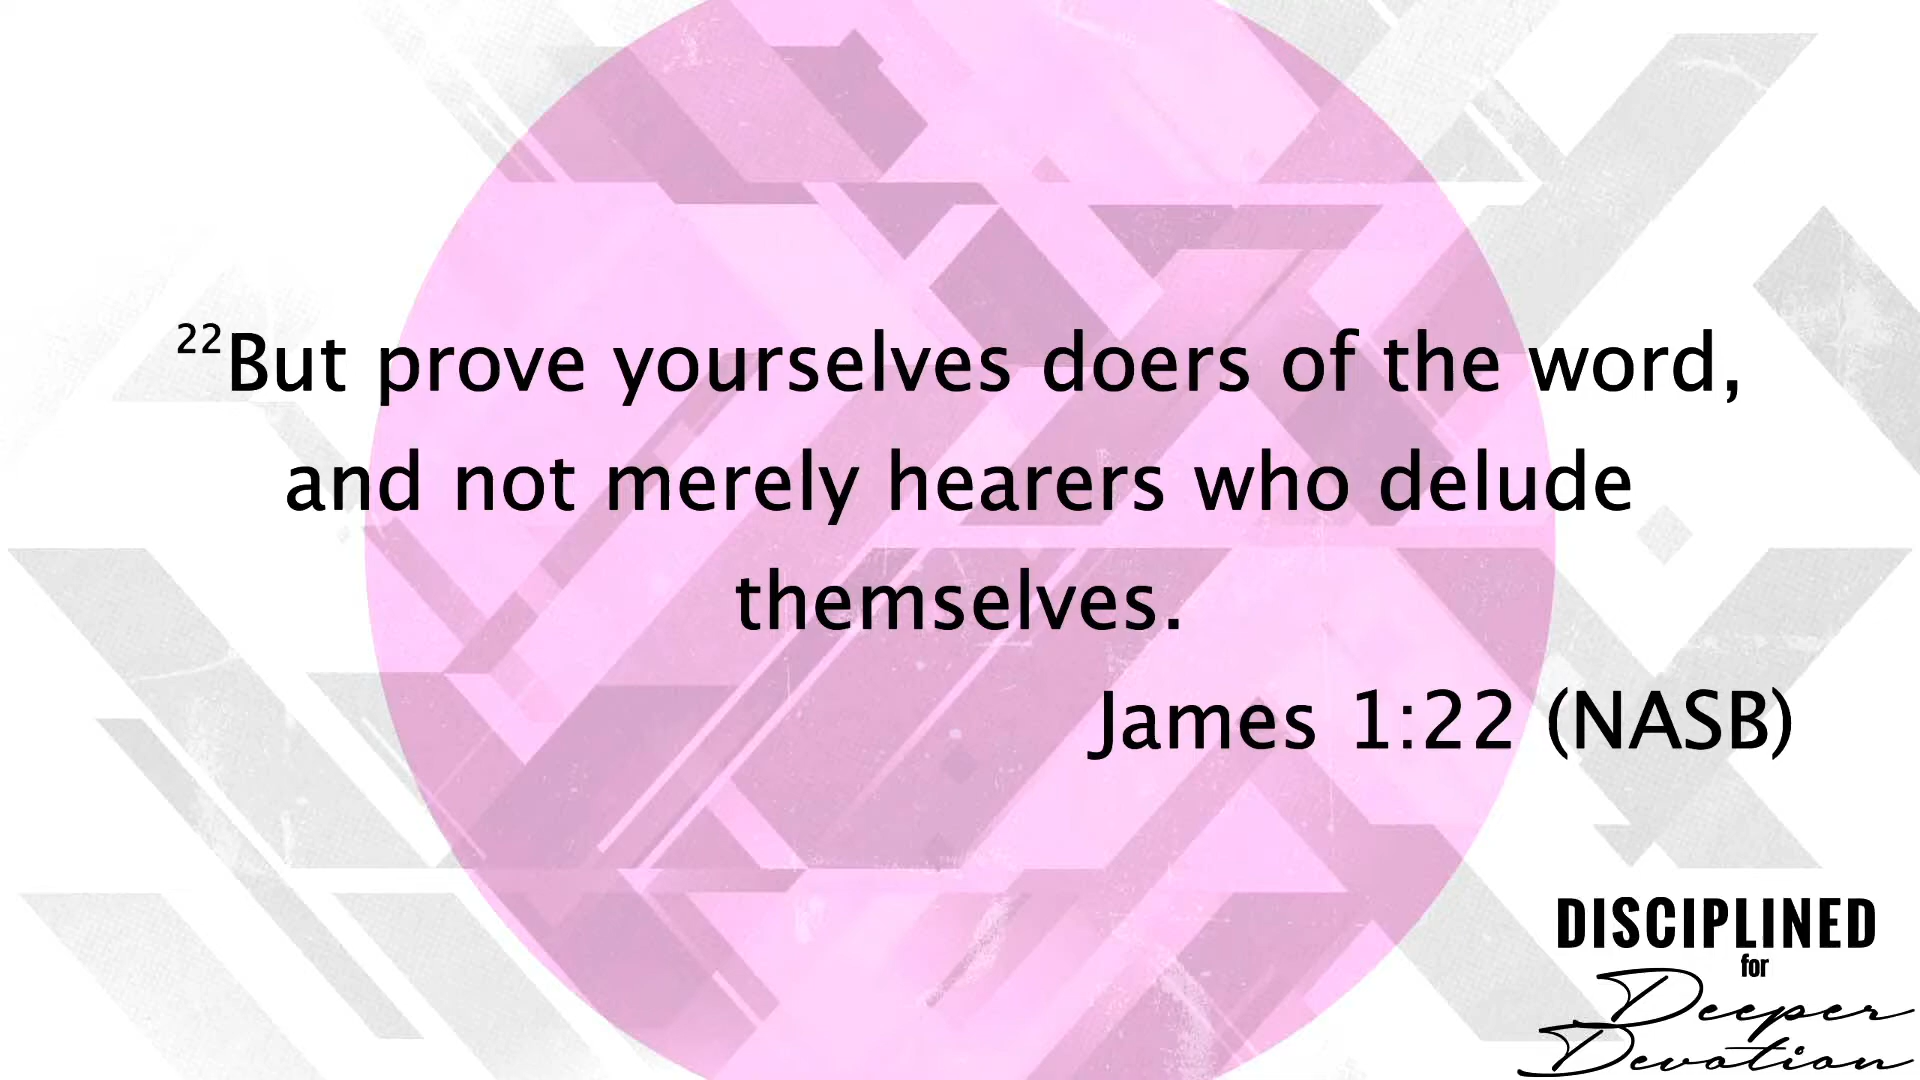 ²²But prove yourselves doers of the word,
and not merely hearers who delude
themselves.
James 1:22 (NASB)
DISCIPLINED
for
Deeper
Devotion